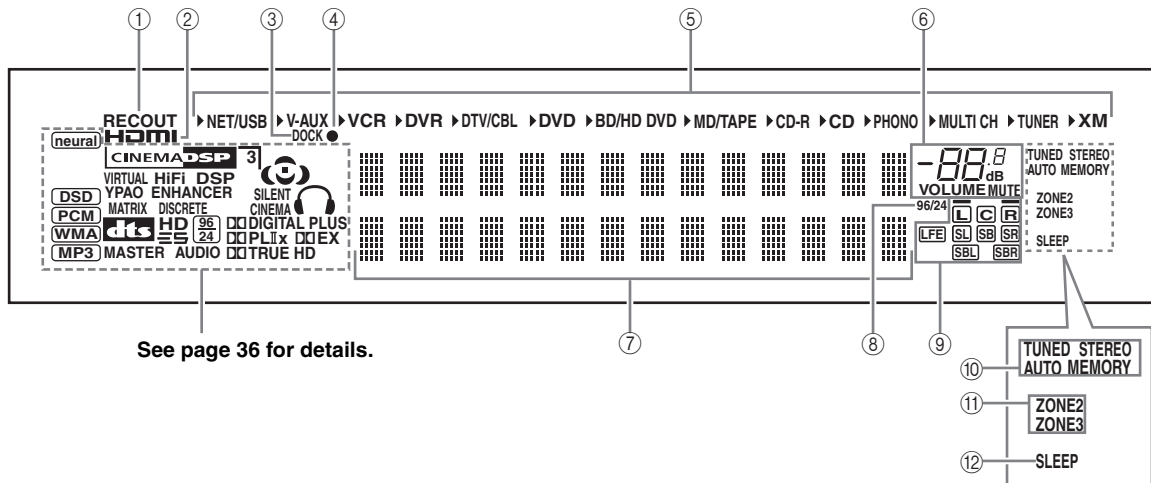 ① ② ③ ④ ⑤ ⑥
RECOUT ▶NET/USB ▶V-AUX ▶VCR ▶DVR ▶DTV/CBL ▶DVD ▶BD/HD DVD ▶MD/TAPE ▶CD-R ▶CD ▶PHONO ▶MULTI CH ▶TUNER ▶XM
neural HDMI DOCK ●
CINEMA DSP 3
VIRTUAL HiFi DSP
DSD YPAO ENHANCER SILENT
PCM MATRIX DISCRETE CINEMA
WMA dts HD 96 DIGITAL PLUS
ES 24 PLIIx EX
MP3 MASTER AUDIO TRUE HD
-88.8 dB
VOLUME MUTE
96/24 L C R
LFE SL SB SR
SBL SBR
TUNED STEREO
AUTO MEMORY
ZONE2
ZONE3
SLEEP
See page 36 for details.
⑦ ⑧ ⑨
⑩ TUNED STEREO
AUTO MEMORY
⑪ ZONE2
ZONE3
⑫ SLEEP